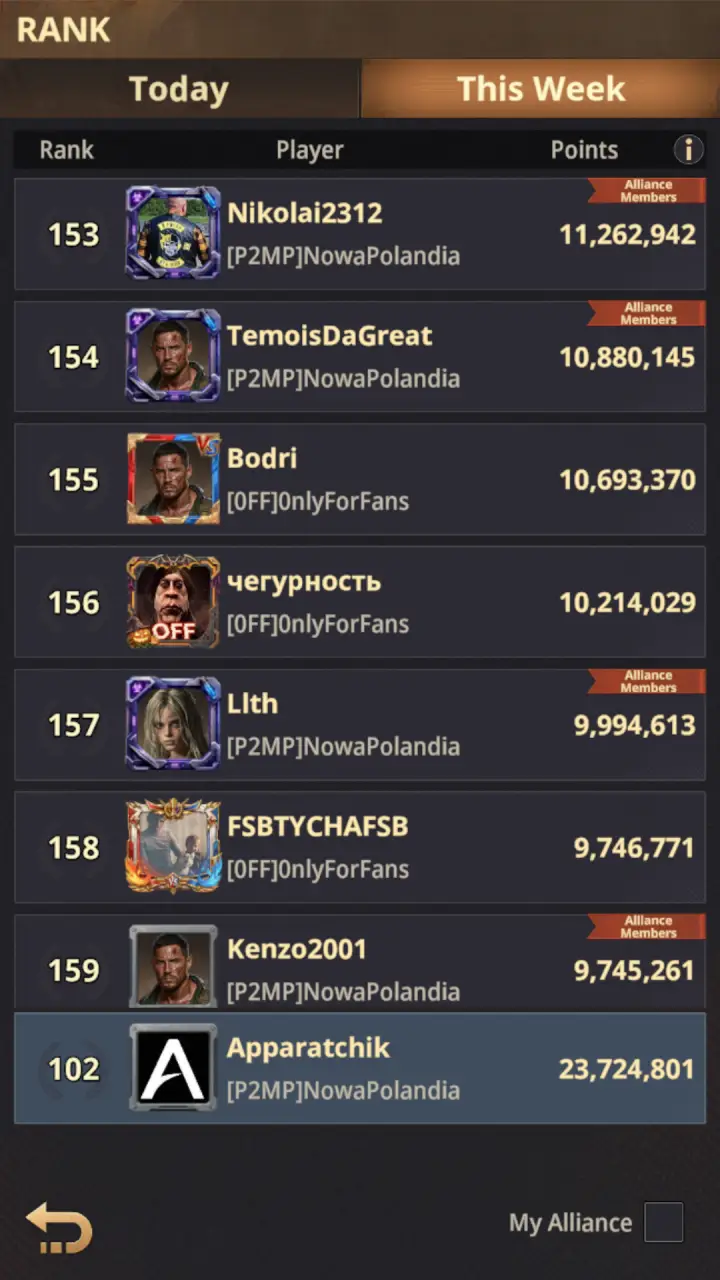 RANK
Today
This Week
Rank
Player
Points
i
Alliance
Members
153
Nikolai2312
[P2MP]NowaPolandia
11,262,942
Alliance
Members
154
TemoisDaGreat
[P2MP]NowaPolandia
10,880,145
VS
155
Bodri
[0FF]0nlyForFans
10,693,370
156
OFF
чегурность
[0FF]0nlyForFans
10,214,029
Alliance
Members
157
Llth
[P2MP]NowaPolandia
9,994,613
158
FSBTYCHAFSB
[0FF]0nlyForFans
9,746,771
Alliance
Members
159
Kenzo2001
[P2MP]NowaPolandia
9,745,261
102
A
Apparatchik
[P2MP]NowaPolandia
23,724,801
My Alliance